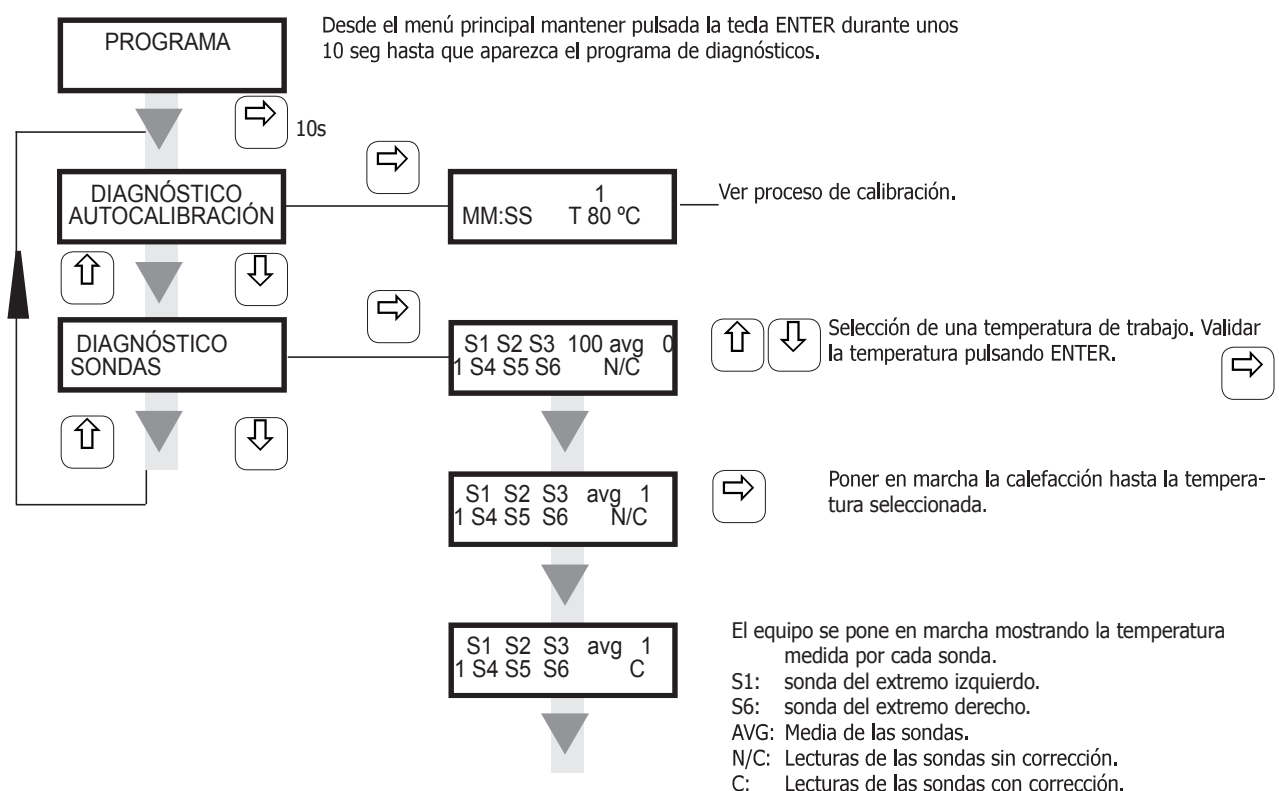 PROGRAMA
Desde el menú principal mantener pulsada la tecla ENTER durante unos
10 seg hasta que aparezca el programa de diagnósticos.
10s
DIAGNÓSTICO
AUTOCALIBRACIÓN
1
MM:SS T 80 ºC
Ver proceso de calibración.
DIAGNÓSTICO
SONDAS
S1 S2 S3 100 avg 0
1 S4 S5 S6 N/C
Selección de una temperatura de trabajo. Validar
la temperatura pulsando ENTER.
S1 S2 S3 avg 1
1 S4 S5 S6 N/C
Poner en marcha la calefacción hasta la tempera-
tura seleccionada.
S1 S2 S3 avg 1
1 S4 S5 S6 C
El equipo se pone en marcha mostrando la temperatura
medida por cada sonda.
S1: sonda del extremo izquierdo.
S6: sonda del extremo derecho.
AVG: Media de las sondas.
N/C: Lecturas de las sondas sin corrección.
C: Lecturas de las sondas con corrección.